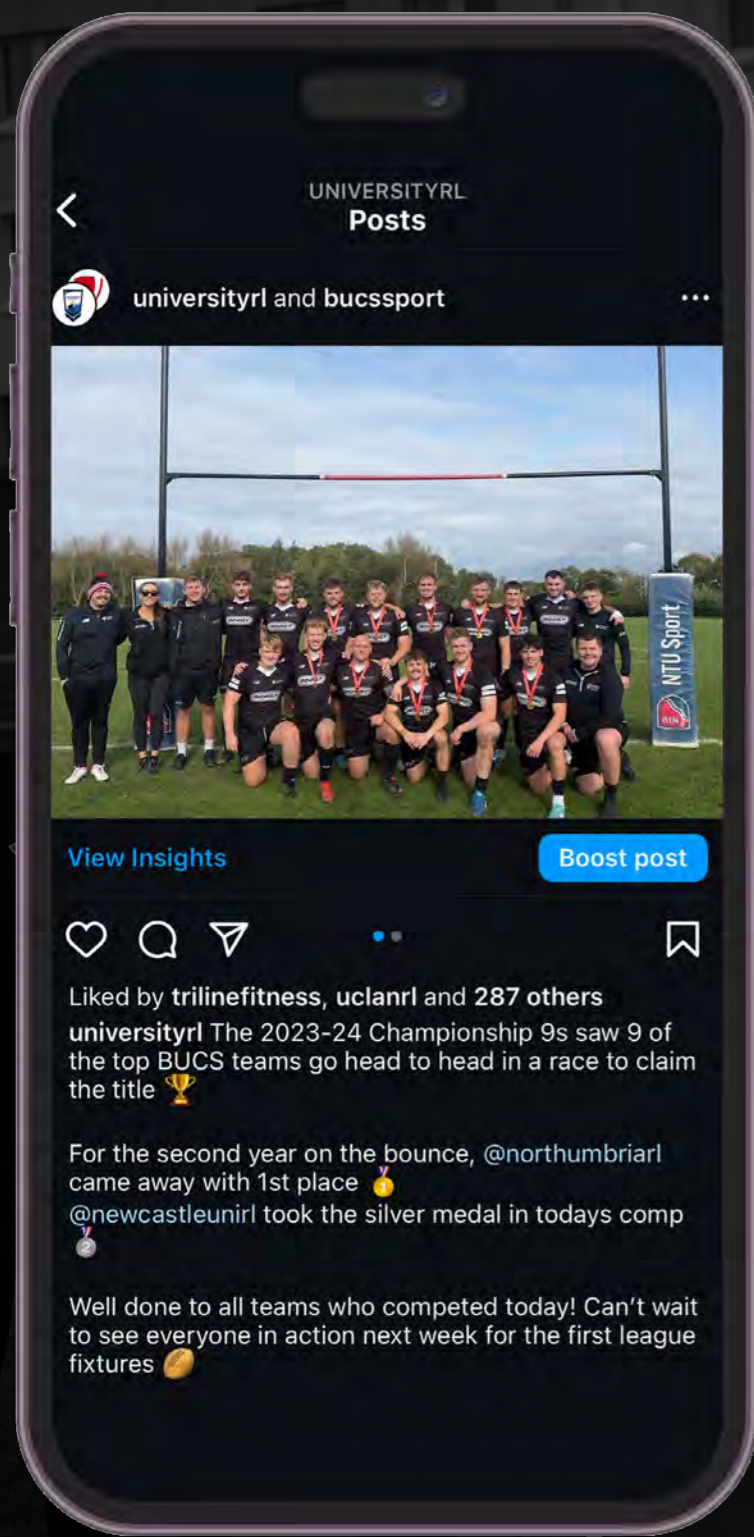 UNIVERSITYRL
Posts
universityrl and bucssport
NTU Sport
View Insights
Boost post
Liked by trilinefitness, uclanrl and 287 others
universityrl The 2023-24 Championship 9s saw 9 of
the top BUCS teams go head to head in a race to claim
the title 🏆
For the second year on the bounce, @northumbriarl
came away with 1st place 🥇
@newcastleunirl took the silver medal in todays comp
🥈
Well done to all teams who competed today! Can't wait
to see everyone in action next week for the first league
fixtures 🏉